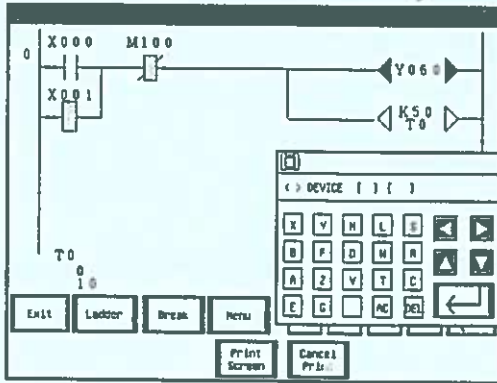 X000 M100
0
Y060
X001
K50
T0
< > DEVICE [ ] { }
X Y M L S
B F D W R
A Z V T C
E G AC DEL
T0
0
10
Exit Ladder Break Menu
Print Screen
Cancel